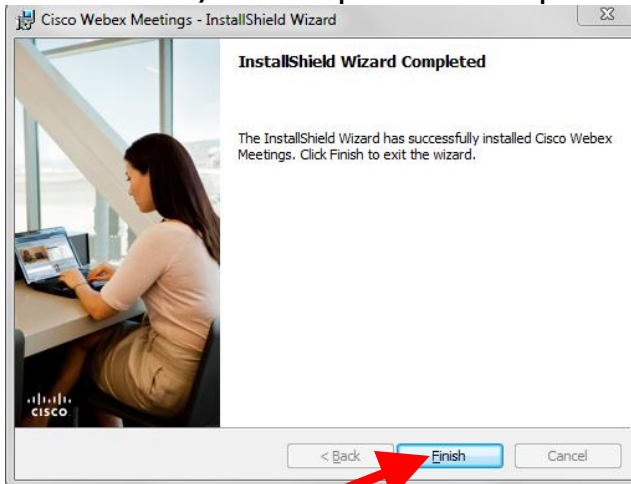 Cisco Webex Meetings - InstallShield Wizard
InstallShield Wizard Completed
The InstallShield Wizard has successfully installed Cisco Webex
Meetings. Click Finish to exit the wizard.
CISCO
< Back
Finish
Cancel